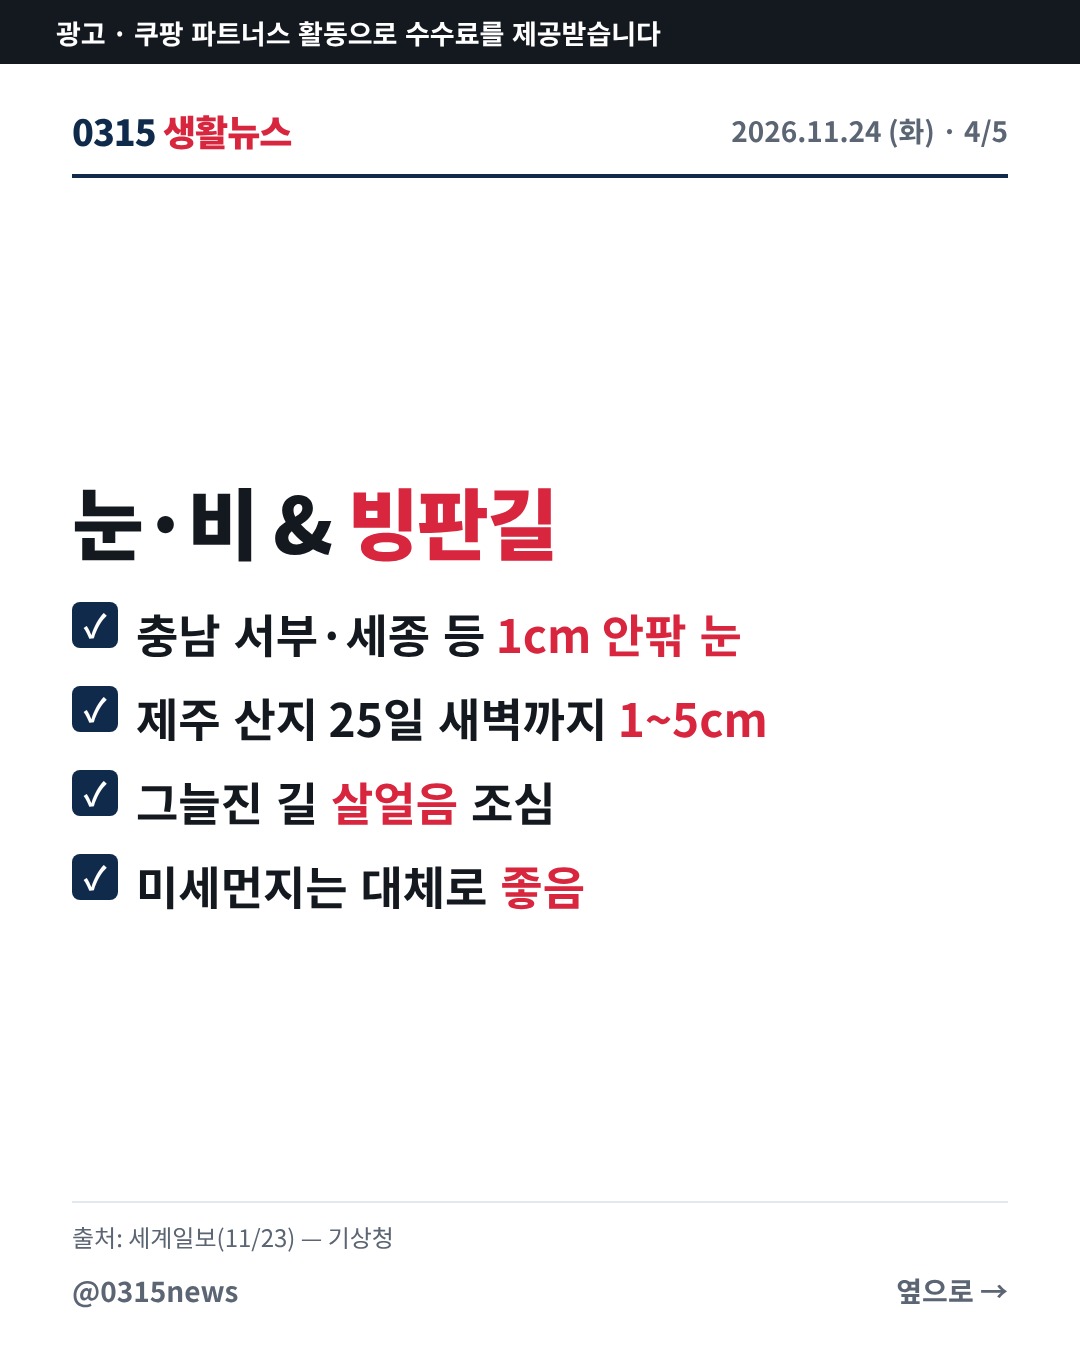 광고 · 쿠팡 파트너스 활동으로 수수료를 제공받습니다
0315 생활뉴스
2026.11.24 (화) · 4/5
눈·비 & 빙판길
✓ 충남 서부·세종 등 1cm 안팎 눈
✓ 제주 산지 25일 새벽까지 1~5cm
✓ 그늘진 길 살얼음 조심
✓ 미세먼지는 대체로 좋음
출처: 세계일보(11/23) — 기상청
@0315news
옆으로 →